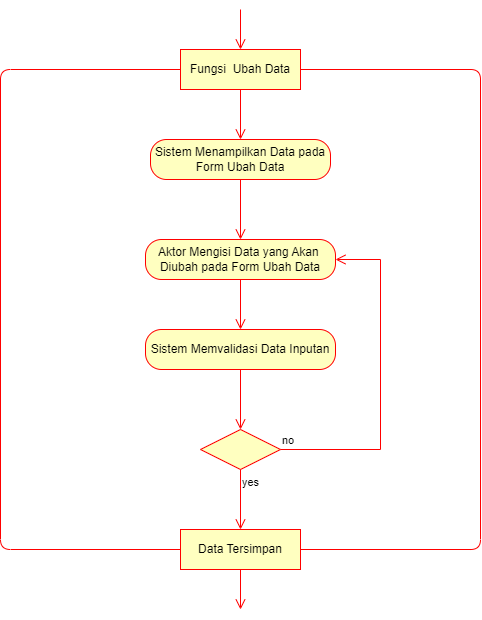 Fungsi  Ubah Data
Sistem Menampilkan Data pada
Form Ubah Data
Aktor Mengisi Data yang Akan
Diubah pada Form Ubah Data
Sistem Memvalidasi Data Inputan
no
yes
Data Tersimpan